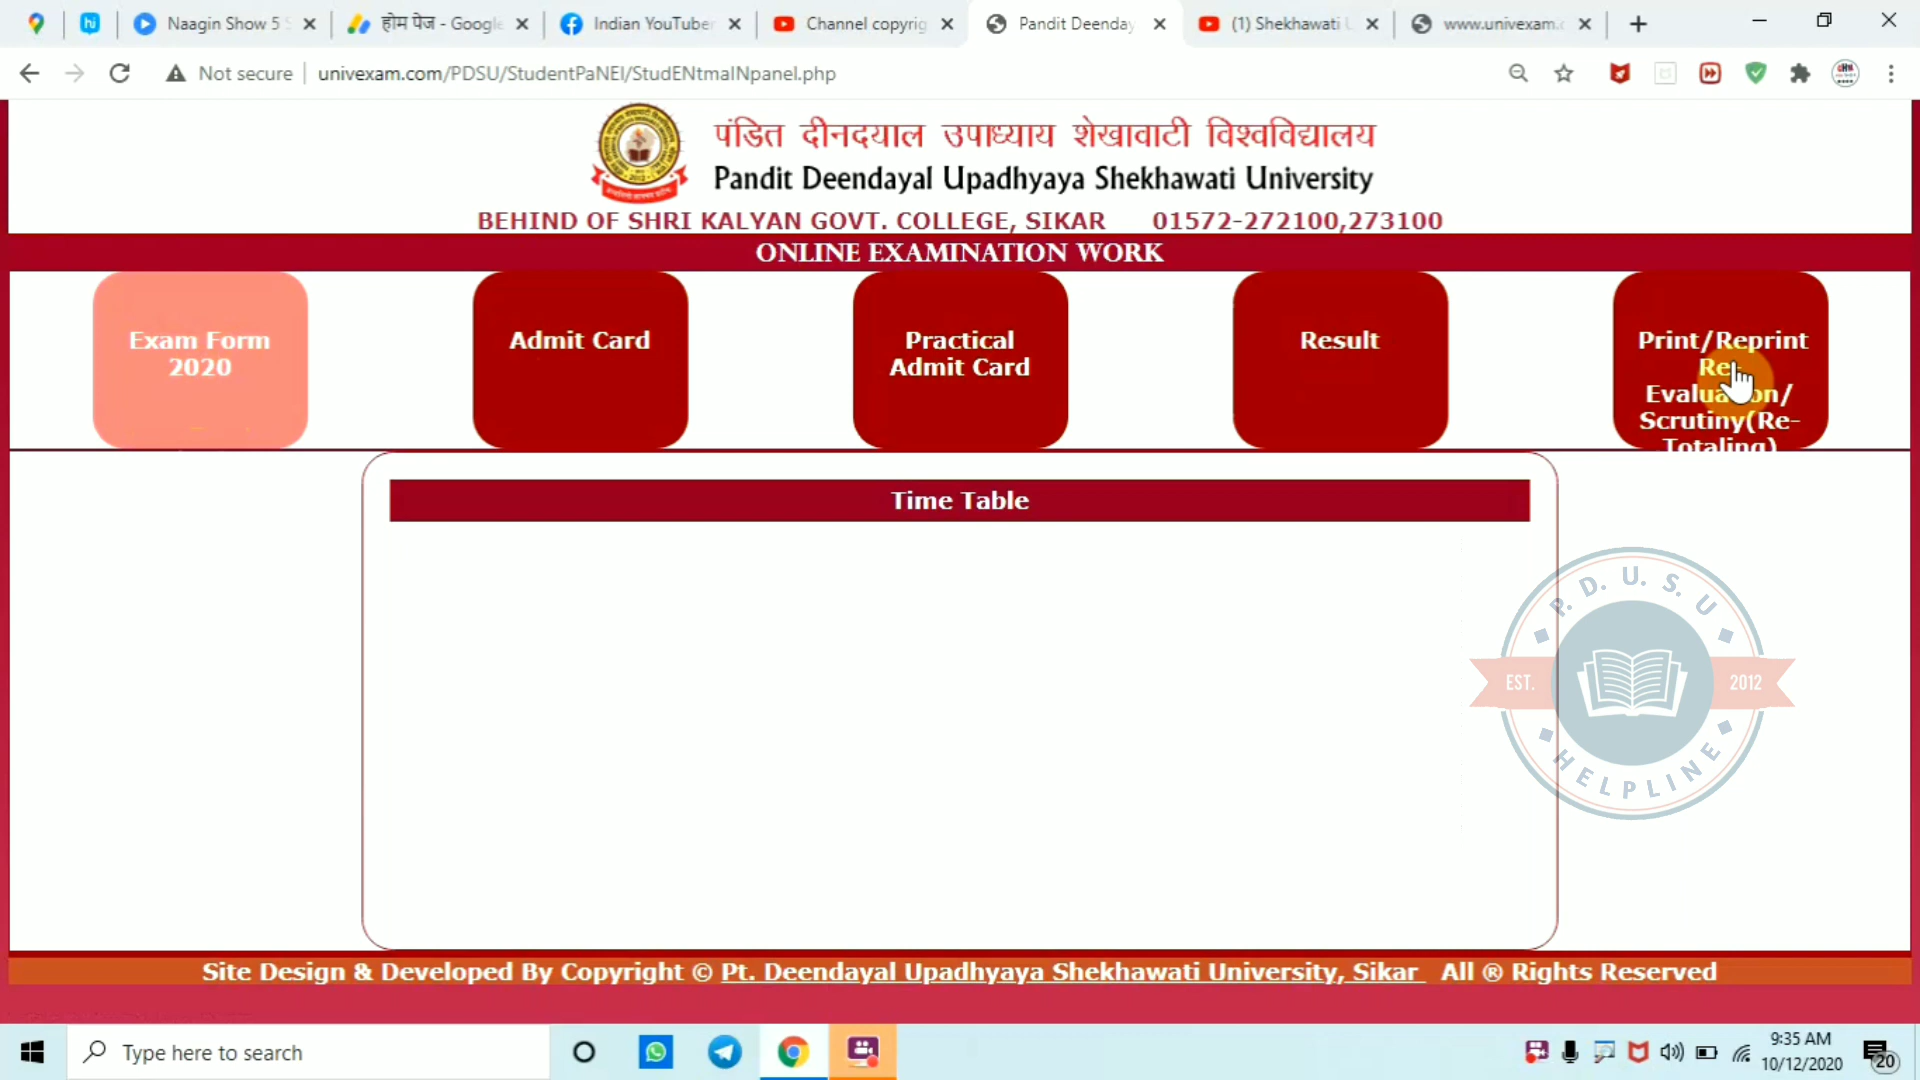 Naagin Show 5
होम पेज - Google
Indian YouTuber
Channel copyrig
Pandit Deenday
(1) Shekhawati
www.univexam.
Not secure
univexam.com/PDSU/StudentPaNEl/StudENtmaINpanel.php
पंडित दीनदयाल उपाध्याय शेखावाटी विश्वविद्यालय
Pandit Deendayal Upadhyaya Shekhawati University
BEHIND OF SHRI KALYAN GOVT. COLLEGE, SIKAR 01572-272100,273100
ONLINE EXAMINATION WORK
Exam Form
2020
Admit Card
Practical
Admit Card
Result
Print/Reprint
Re-
Evaluation/
Scrutiny(Re-
Totaling)
Time Table
P. D. U. S. U
EST. 2012
HELPLINE
Site Design & Developed By Copyright © Pt. Deendayal Upadhyaya Shekhawati University, Sikar All ® Rights Reserved
Type here to search
9:35 AM
10/12/2020
20